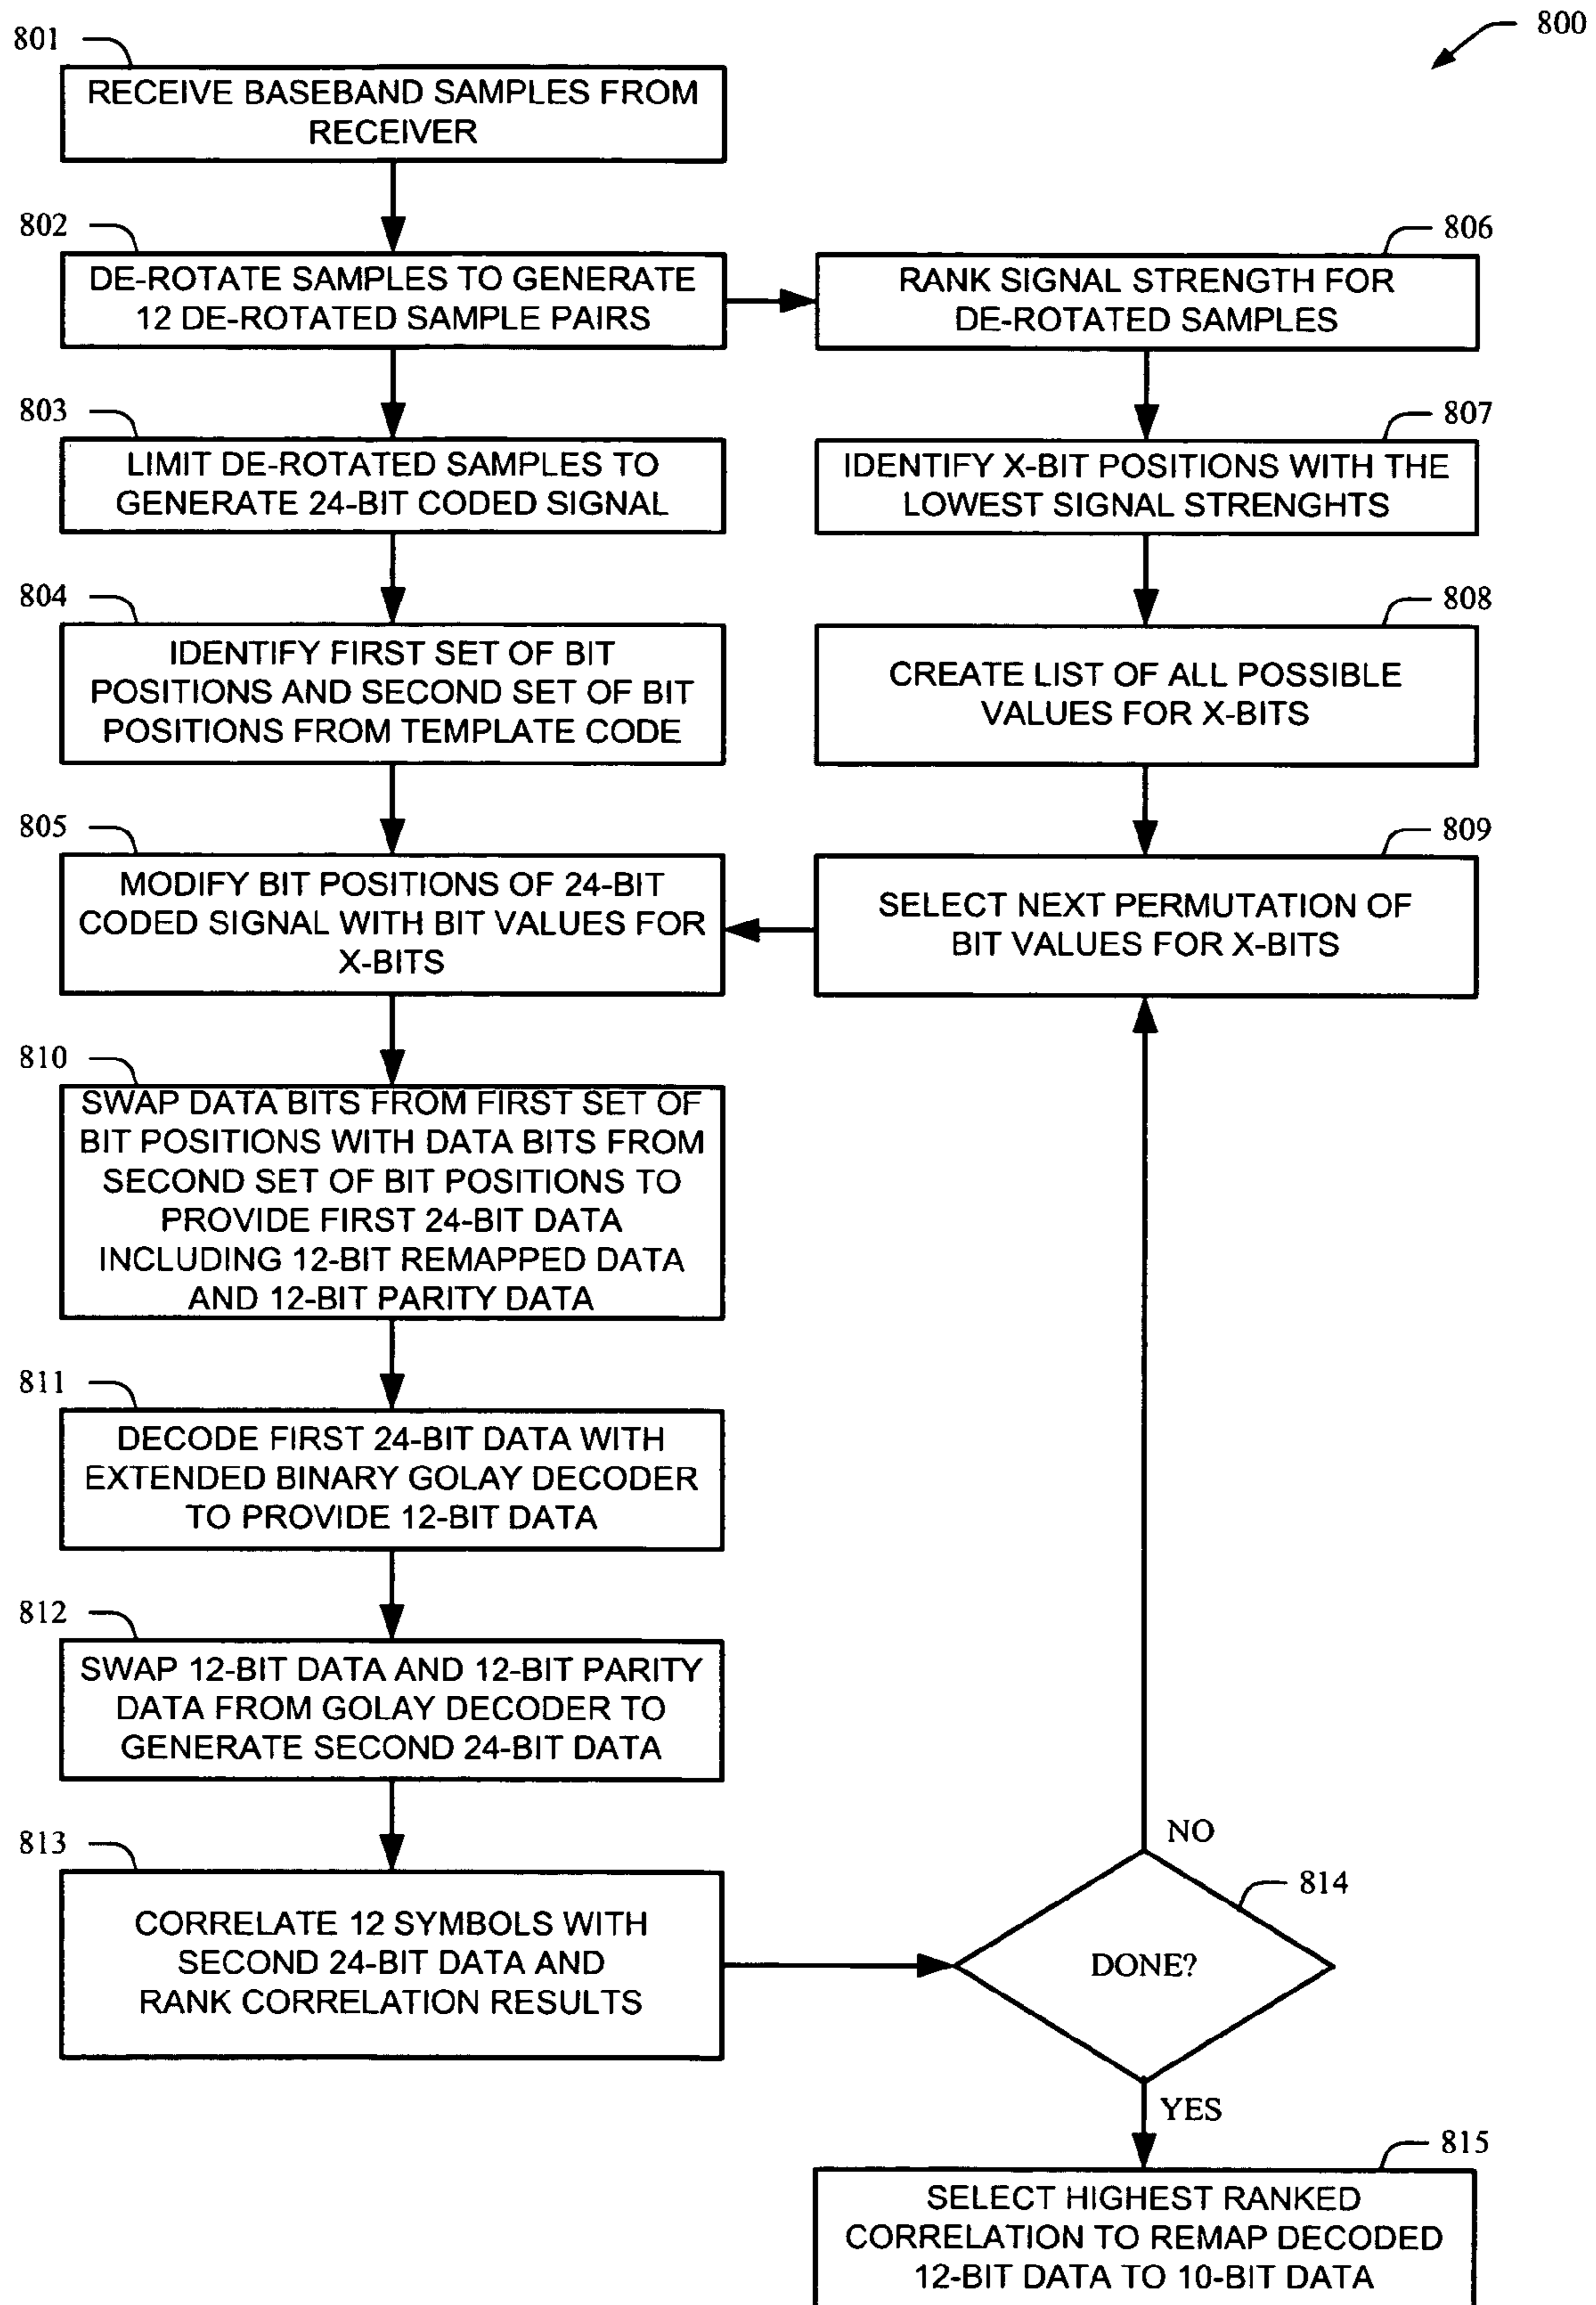 800
801
RECEIVE BASEBAND SAMPLES FROM
RECEIVER
802
DE-ROTATE SAMPLES TO GENERATE
12 DE-ROTATED SAMPLE PAIRS
806
RANK SIGNAL STRENGTH FOR
DE-ROTATED SAMPLES
803
LIMIT DE-ROTATED SAMPLES TO
GENERATE 24-BIT CODED SIGNAL
807
IDENTIFY X-BIT POSITIONS WITH THE
LOWEST SIGNAL STRENGHTS
804
IDENTIFY FIRST SET OF BIT
POSITIONS AND SECOND SET OF BIT
POSITIONS FROM TEMPLATE CODE
808
CREATE LIST OF ALL POSSIBLE
VALUES FOR X-BITS
805
MODIFY BIT POSITIONS OF 24-BIT
CODED SIGNAL WITH BIT VALUES FOR
X-BITS
809
SELECT NEXT PERMUTATION OF
BIT VALUES FOR X-BITS
810
SWAP DATA BITS FROM FIRST SET OF
BIT POSITIONS WITH DATA BITS FROM
SECOND SET OF BIT POSITIONS TO
PROVIDE FIRST 24-BIT DATA
INCLUDING 12-BIT REMAPPED DATA
AND 12-BIT PARITY DATA
811
DECODE FIRST 24-BIT DATA WITH
EXTENDED BINARY GOLAY DECODER
TO PROVIDE 12-BIT DATA
812
SWAP 12-BIT DATA AND 12-BIT PARITY
DATA FROM GOLAY DECODER TO
GENERATE SECOND 24-BIT DATA
813
CORRELATE 12 SYMBOLS WITH
SECOND 24-BIT DATA AND
RANK CORRELATION RESULTS
NO
814
DONE?
YES
815
SELECT HIGHEST RANKED
CORRELATION TO REMAP DECODED
12-BIT DATA TO 10-BIT DATA